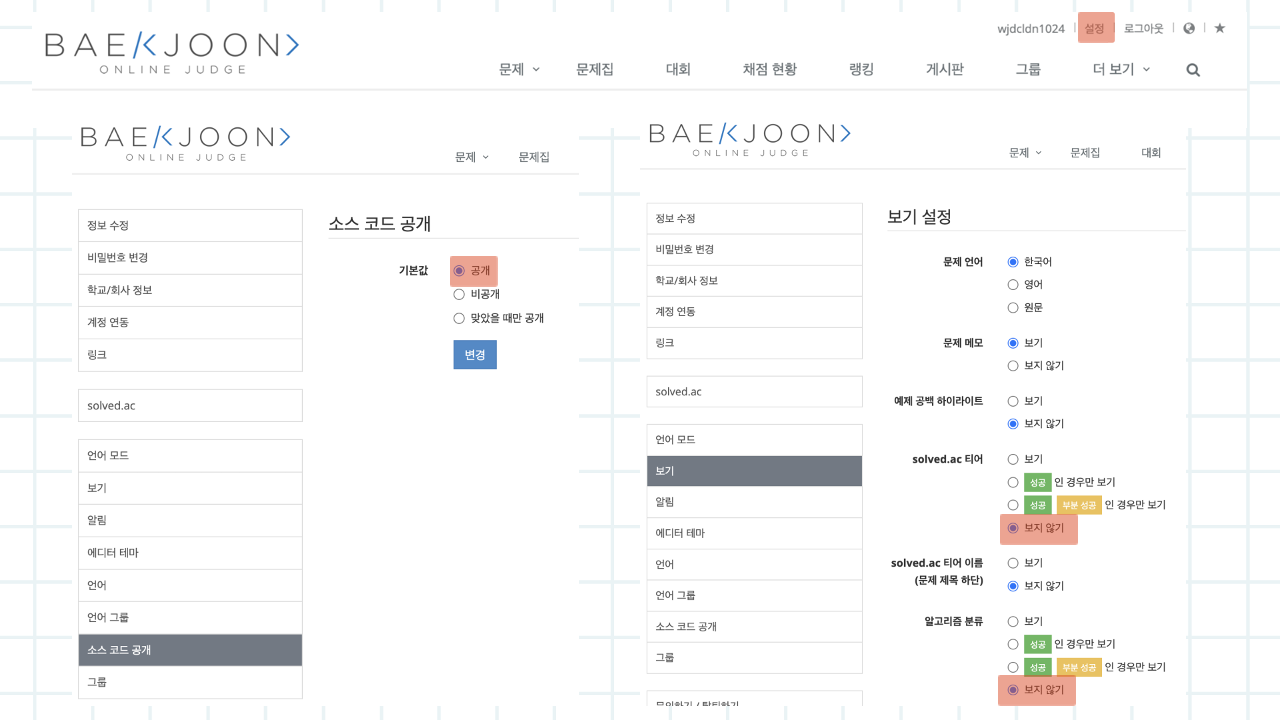 wjdcldn1024 | 설정 | 로그아웃 | |
BAEKJOON>
ONLINE JUDGE
문제 문제집 대회 채점 현황 랭킹 게시판 그룹 더 보기
BAEKJOON>
ONLINE JUDGE
문제 문제집
정보 수정
비밀번호 변경
학교/회사 정보
계정 연동
링크
solved.ac
언어 모드
보기
알림
에디터 테마
언어
언어 그룹
소스 코드 공개
그룹
소스 코드 공개
기본값 공개
비공개
맞았을 때만 공개
변경
BAEKJOON>
ONLINE JUDGE
문제 문제집 대회
정보 수정
비밀번호 변경
학교/회사 정보
계정 연동
링크
solved.ac
언어 모드
보기
알림
에디터 테마
언어
언어 그룹
소스 코드 공개
그룹
문의하기 / 탈퇴하기
보기 설정
문제 언어 한국어
영어
원문
문제 메모 보기
보지 않기
예제 공백 하이라이트 보기
보지 않기
solved.ac 티어 보기
성공 인 경우만 보기
성공 부분 성공 인 경우만 보기
보지 않기
solved.ac 티어 이름 보기
(문제 제목 하단) 보지 않기
알고리즘 분류 보기
성공 인 경우만 보기
성공 부분 성공 인 경우만 보기
보지 않기